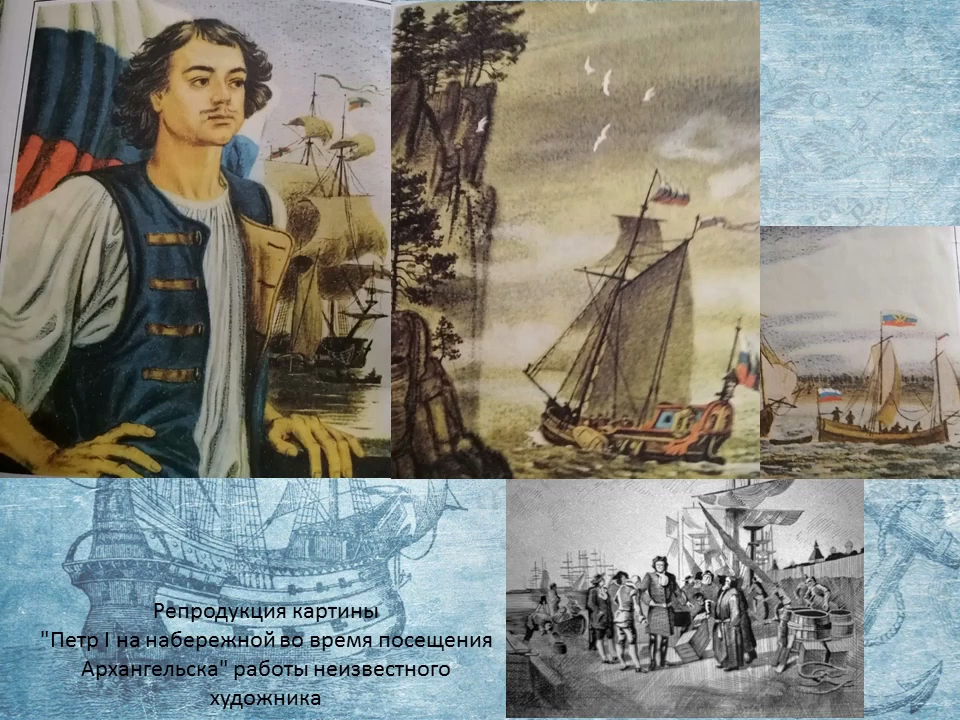 Репродукция картины
"Петр I на набережной во время посещения
Архангельска" работы неизвестного
художника